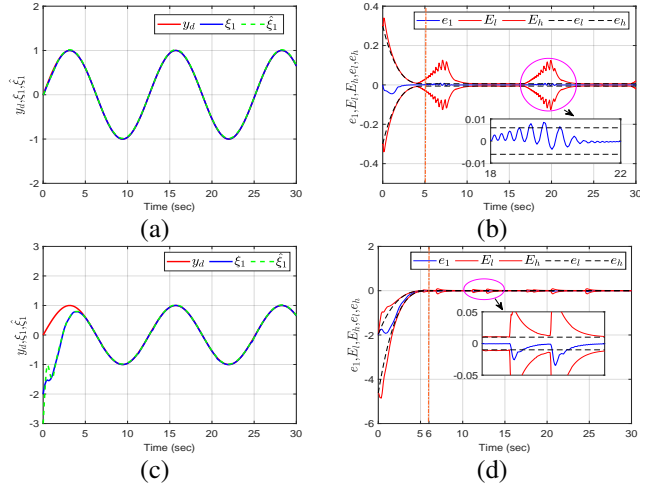 y_d ξ_1 ξ̂_1
y_d,ξ_1,ξ̂_1
2
1
0
-1
-2
0 5 10 15 20 25 30
Time (sec)
(a)
e_1 E_l E_h e_l e_h
e_1,E_l,E_h,e_l,e_h
0.4
0.2
0
-0.2
-0.4
0.01
0
-0.01
18 22
0 5 10 15 20 25 30
Time (sec)
(b)
y_d ξ_1 ξ̂_1
y_d,ξ_1,ξ̂_1
3
2
1
0
-1
-2
-3
0 5 10 15 20 25 30
Time (sec)
(c)
e_1 E_l E_h e_l e_h
e_1,E_l,E_h,e_l,e_h
2
0
-2
-4
-6
0.05
0
-0.05
0 5 6 10 15 20 25 30
Time (sec)
(d)